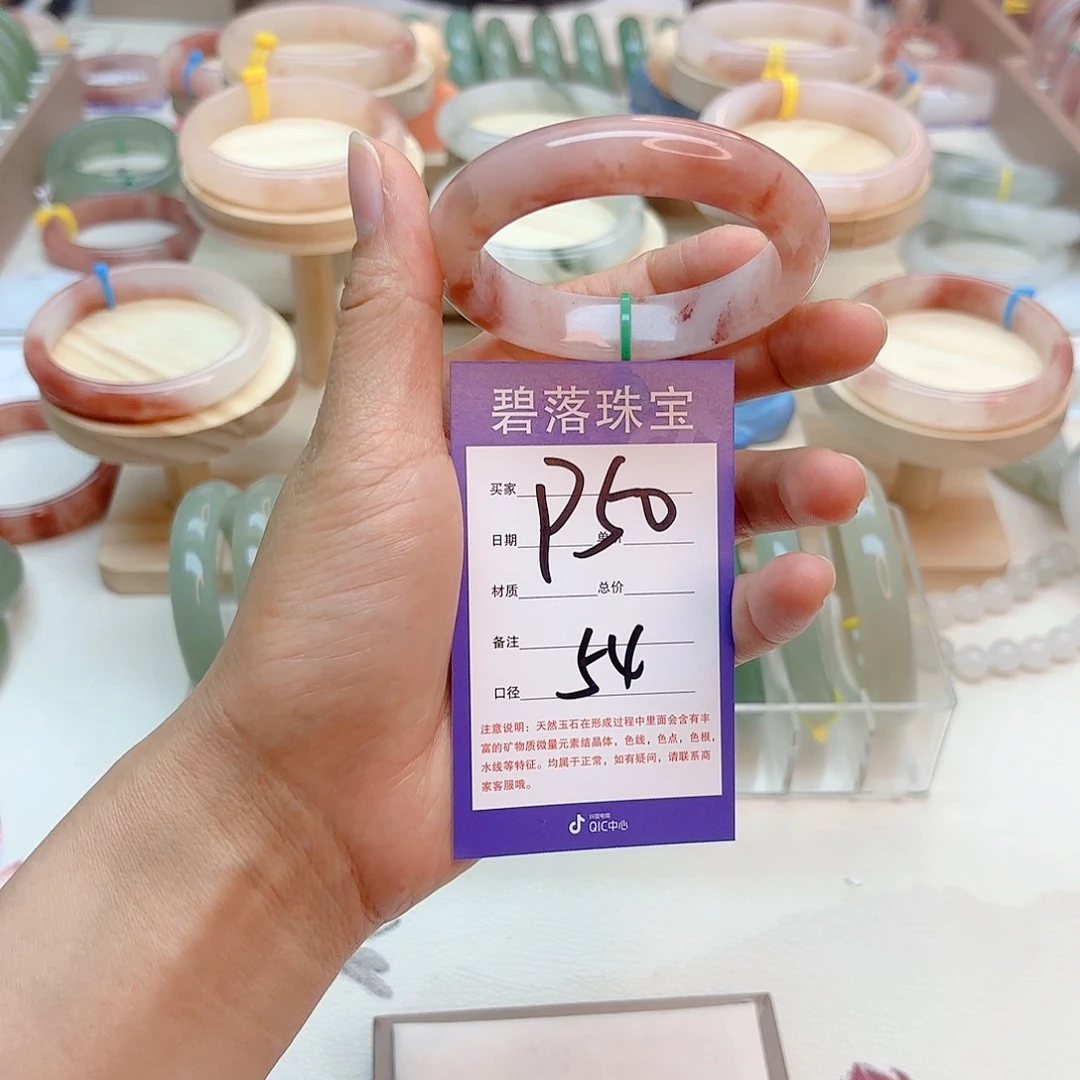 碧落珠宝
买家
P50
日期
材质 总价
备注
54
口径
注意说明：天然玉石在形成过程中里面会含有丰
富的矿物质微量元素结晶体，色线，色点，色根，
水线等特征。均属于正常，如有疑问，请联系商
家客服哦。
抖音电商
QIC中心